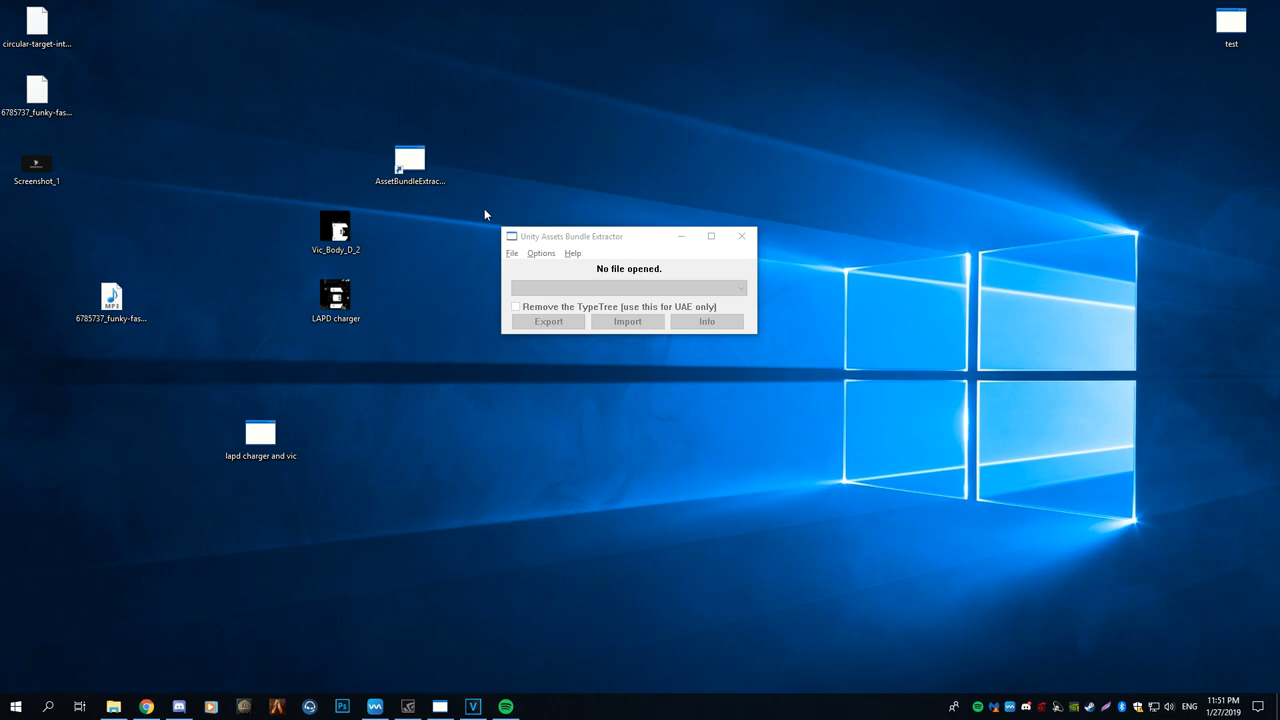 circular-target-int...
test
6785737_funky-fas...
Screenshot_1
AssetBundleExtrac...
Vic_Body_D_2
Unity Assets Bundle Extractor
File Options Help
No file opened.
Remove the TypeTree (use this for UAE only)
Export Import Info
MP3
6785737_funky-fas...
LAPD charger
lapd charger and vic
Ps
V
ENG
11:51 PM
1/27/2019